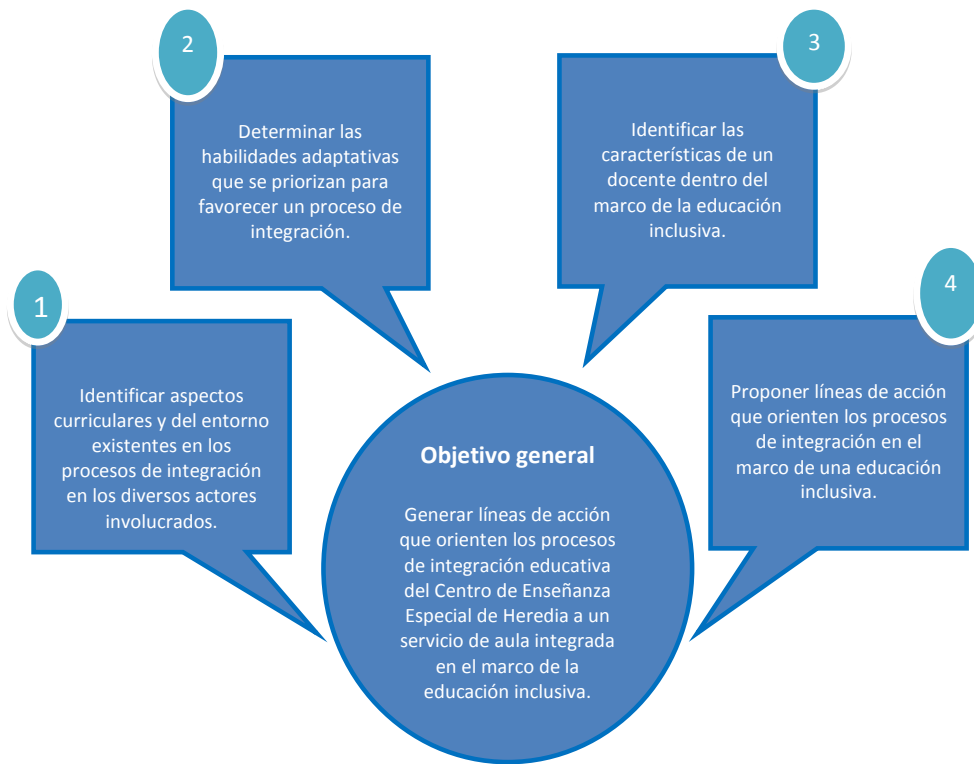 1
Identificar aspectos
curriculares y del entorno
existentes en los
procesos de integración
en los diversos actores
involucrados.
2
Determinar las
habilidades adaptativas
que se priorizan para
favorecer un proceso de
integración.
3
Identificar las
características de un
docente dentro del
marco de la educación
inclusiva.
4
Proponer líneas de acción
que orienten los procesos
de integración en el
marco de una educación
inclusiva.
Objetivo general
Generar líneas de acción
que orienten los procesos
de integración educativa
del Centro de Enseñanza
Especial de Heredia a un
servicio de aula integrada
en el marco de la
educación inclusiva.